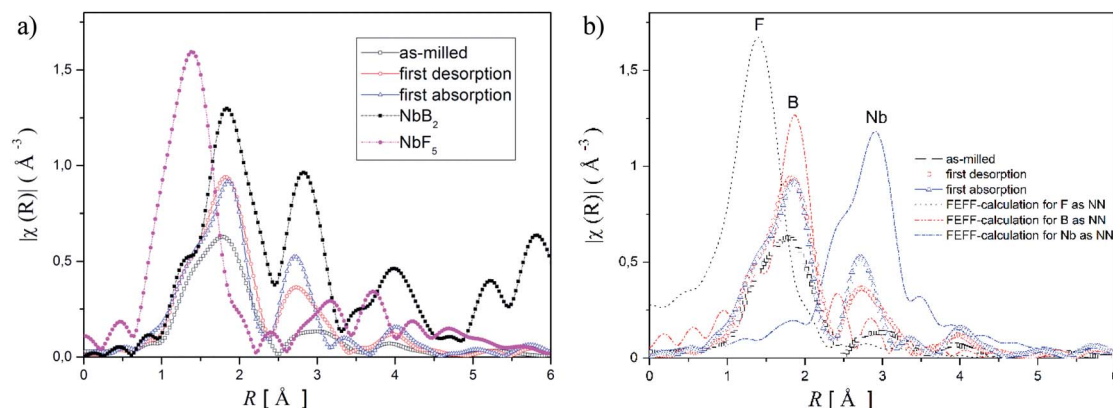 a)
|χ(R)| (Å⁻³)
1,5
1,0
0,5
0,0
0 1 2 3 4 5 6
R [Å]
as-milled
first desorption
first absorption
NbB₂
NbF₅
b)
|χ(R)| (Å⁻³)
1,5
1,0
0,5
0
0 1 2 3 4 5 6
R [Å]
F
B
Nb
as-milled
first desorption
first absorption
FEFF-calculation for F as NN
FEFF-calculation for B as NN
FEFF-calculation for Nb as NN